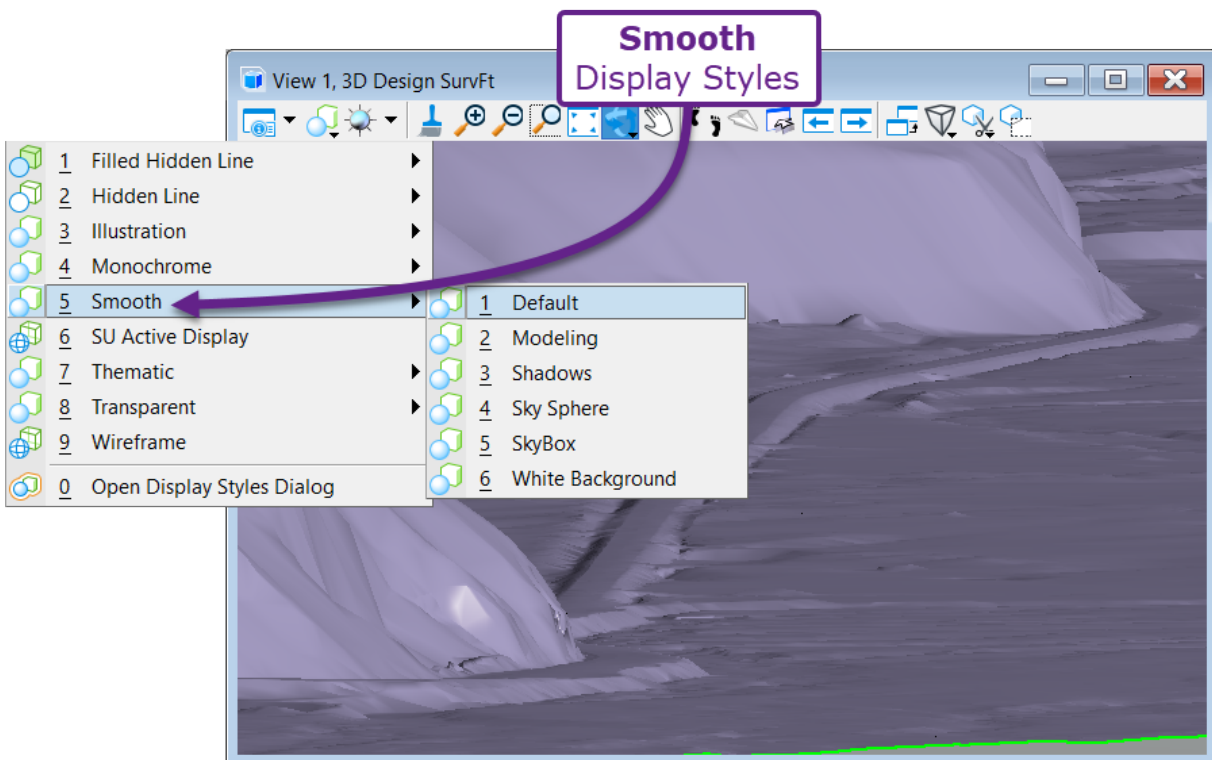 Smooth
Display Styles
View 1, 3D Design SurvFt
1 Filled Hidden Line
2 Hidden Line
3 Illustration
4 Monochrome
5 Smooth
6 SU Active Display
7 Thematic
8 Transparent
9 Wireframe
0 Open Display Styles Dialog
1 Default
2 Modeling
3 Shadows
4 Sky Sphere
5 SkyBox
6 White Background